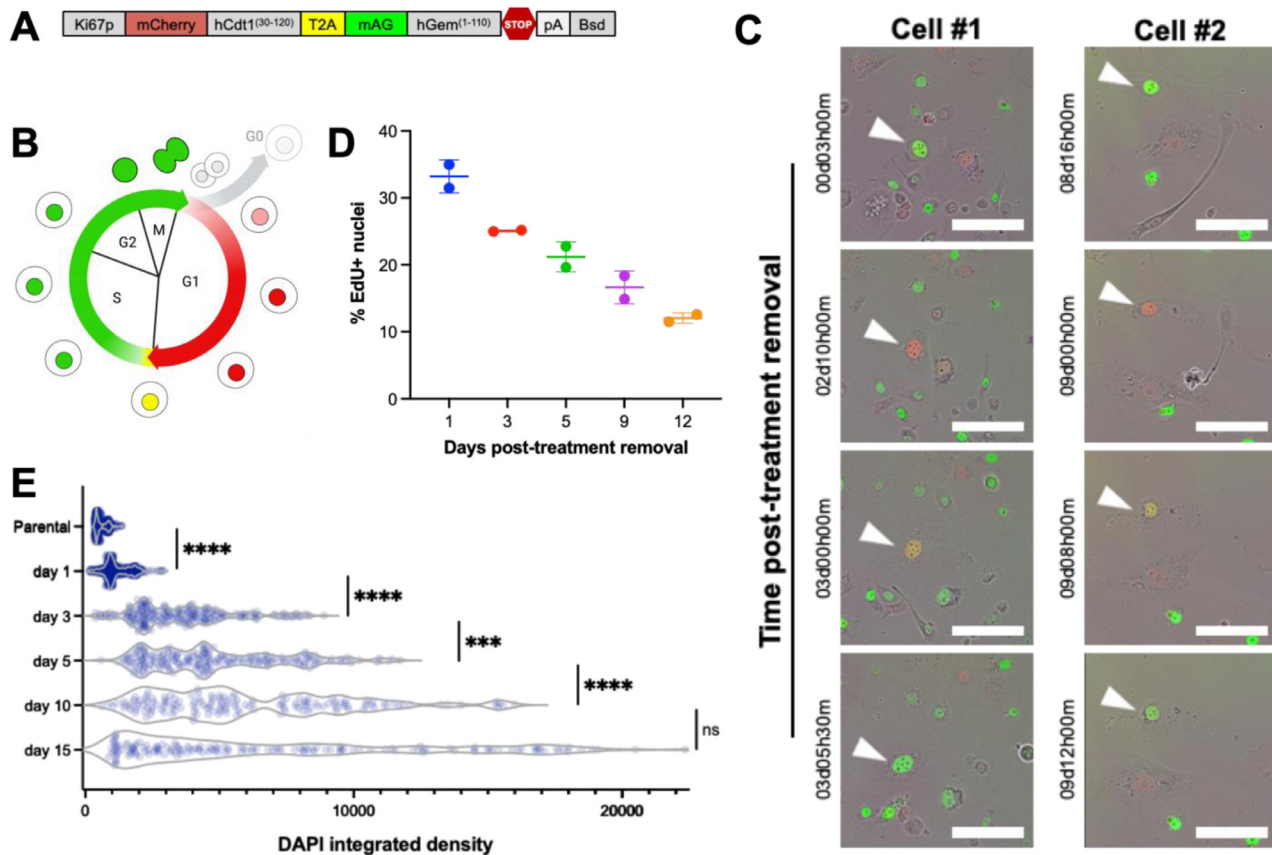 A
Ki67p mCherry hCdt1(30-120) T2A mAG hGem(1-110) STOP pA Bsd
B
G0
M
G2
G1
S
C
Cell #1 Cell #2
Time post-treatment removal
00d03h00m
02d10h00m
03d00h00m
03d05h30m
08d16h00m
09d00h00m
09d08h00m
09d12h00m
D
% EdU+ nuclei
40
30
20
10
0
1 3 5 9 12
Days post-treatment removal
E
Parental
day 1
day 3
day 5
day 10
day 15
****
****
***
****
ns
0 10000 20000
DAPI integrated density